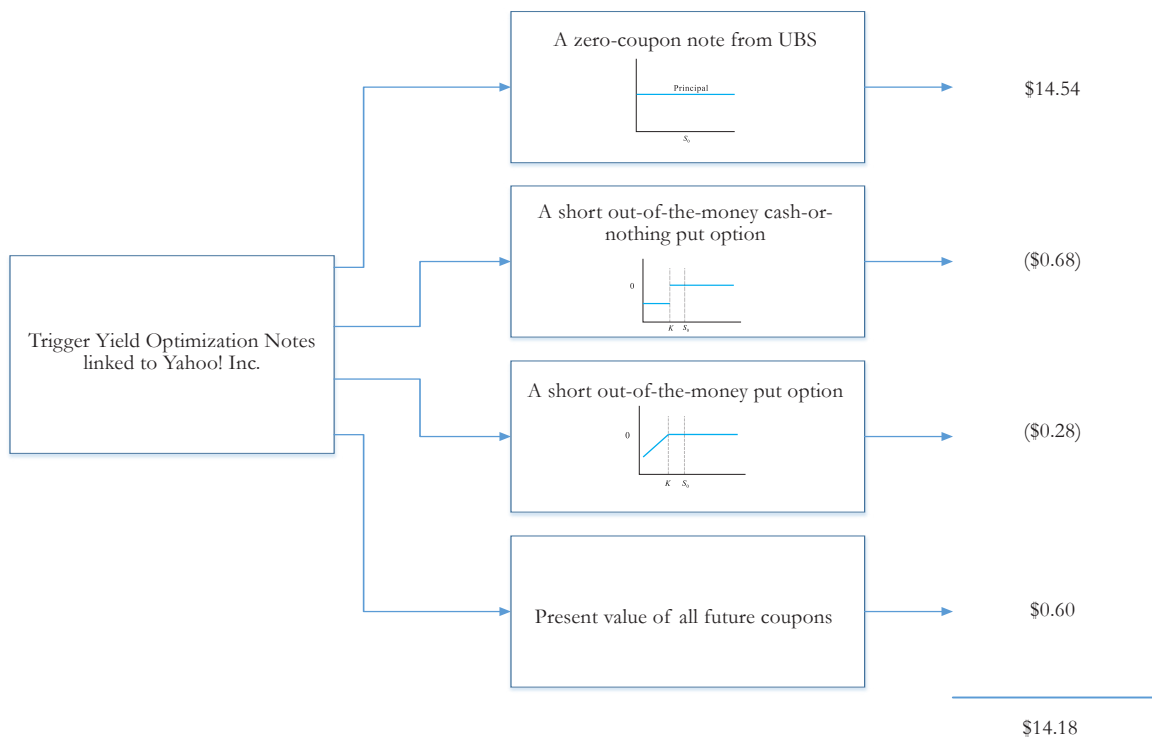 A zero-coupon note from UBS
Principal
S0
$14.54
A short out-of-the-money cash-or-
nothing put option
0
K S0
($0.68)
Trigger Yield Optimization Notes
linked to Yahoo! Inc.
A short out-of-the-money put option
0
K S0
($0.28)
Present value of all future coupons
$0.60
$14.18